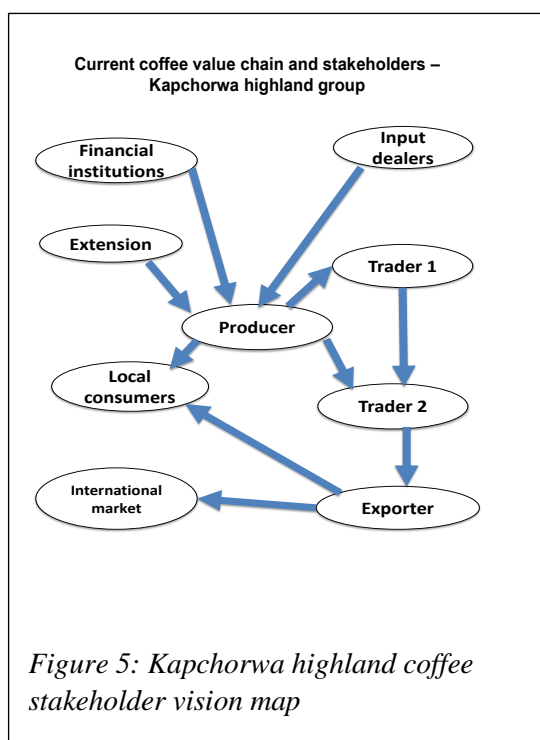 Current coffee value chain and stakeholders –
Kapchorwa highland group
Financial
institutions
Input
dealers
Extension
Trader 1
Producer
Local
consumers
Trader 2
International
market
Exporter
Figure 5: Kapchorwa highland coffee
stakeholder vision map